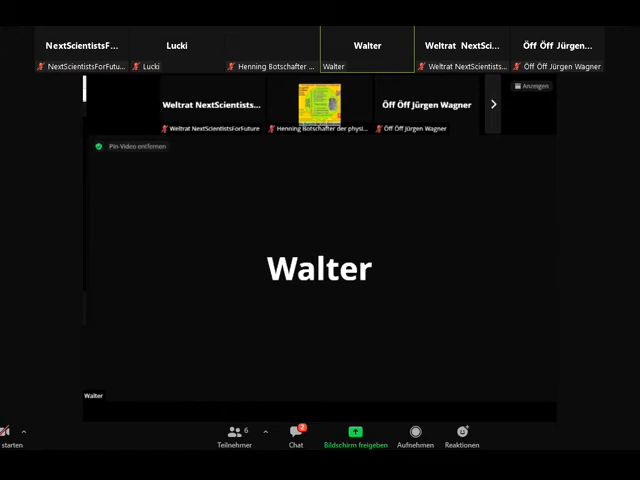 NextScientistsF... Lucki Walter Weltrat NextSci... Öff Öff Jürgen...
NextScientistsForFutu... Lucki Henning Botschafter ... Walter Weltrat NextScientists... Öff Öff Jürgen Wagner
Anzeigen
Weltrat NextScientists... Öff Öff Jürgen Wagner
Weltrat NextScientistsForFuture Henning Botschafter der physi... Öff Öff Jürgen Wagner
Pin-Video entfernen
Walter
Walter
6 2
starten Teilnehmer Chat Bildschirm freigeben Aufnehmen Reaktionen